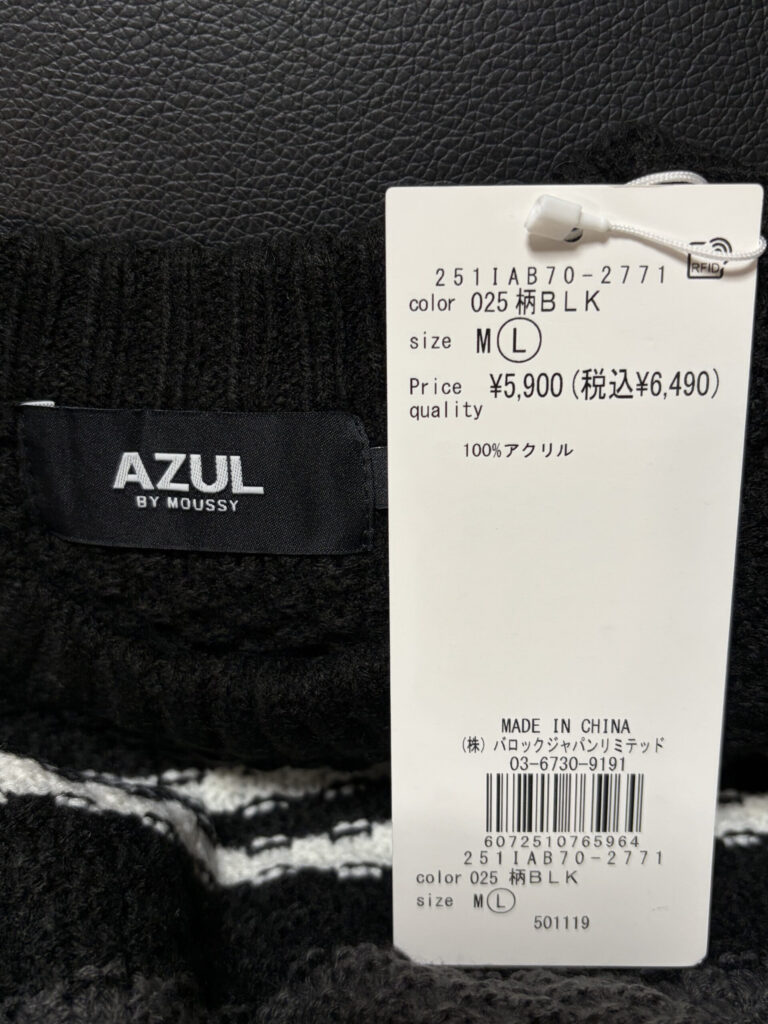 AZUL
BY MOUSSY
RFID
251IAB70-2771
color 025 柄BLK
size M L
Price ¥5,900(税込¥6,490)
quality
100%アクリル
MADE IN CHINA
(株)バロックジャパンリミテッド
03-6730-9191
6072510765964
251IAB70-2771
color 025 柄BLK
size M L
501119